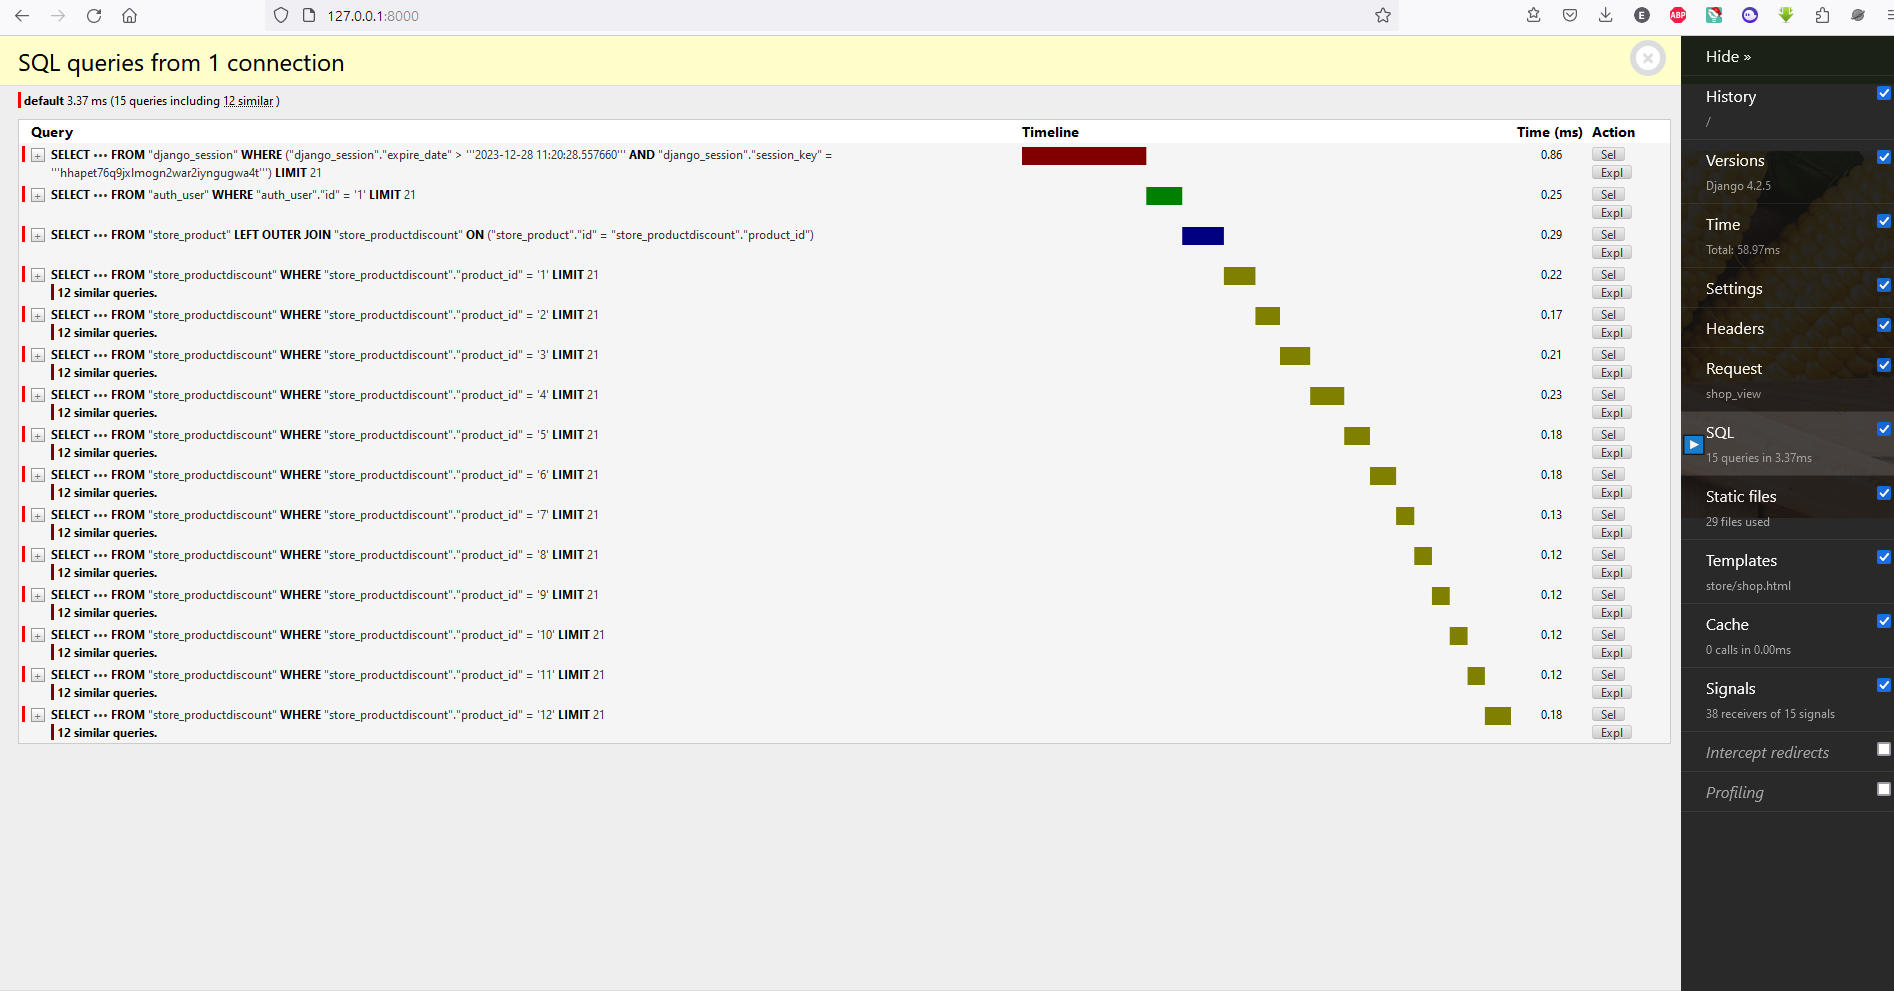 127.0.0.1:8000
E
ABP
SQL queries from 1 connection
default 3.37 ms (15 queries including 12 similar )
Query Timeline Time (ms) Action
+ SELECT ••• FROM "django_session" WHERE ("django_session"."expire_date" > '''2023-12-28 11:20:28.557660''' AND "django_session"."session_key" = 0.86 Sel
'''hhapet76q9jxlmogn2war2iyngugwa4t''') LIMIT 21 Expl
+ SELECT ••• FROM "auth_user" WHERE "auth_user"."id" = '1' LIMIT 21 0.25 Sel
Expl
+ SELECT ••• FROM "store_product" LEFT OUTER JOIN "store_productdiscount" ON ("store_product"."id" = "store_productdiscount"."product_id") 0.29 Sel
Expl
+ SELECT ••• FROM "store_productdiscount" WHERE "store_productdiscount"."product_id" = '1' LIMIT 21 0.22 Sel
12 similar queries. Expl
+ SELECT ••• FROM "store_productdiscount" WHERE "store_productdiscount"."product_id" = '2' LIMIT 21 0.17 Sel
12 similar queries. Expl
+ SELECT ••• FROM "store_productdiscount" WHERE "store_productdiscount"."product_id" = '3' LIMIT 21 0.21 Sel
12 similar queries. Expl
+ SELECT ••• FROM "store_productdiscount" WHERE "store_productdiscount"."product_id" = '4' LIMIT 21 0.23 Sel
12 similar queries. Expl
+ SELECT ••• FROM "store_productdiscount" WHERE "store_productdiscount"."product_id" = '5' LIMIT 21 0.18 Sel
12 similar queries. Expl
+ SELECT ••• FROM "store_productdiscount" WHERE "store_productdiscount"."product_id" = '6' LIMIT 21 0.18 Sel
12 similar queries. Expl
+ SELECT ••• FROM "store_productdiscount" WHERE "store_productdiscount"."product_id" = '7' LIMIT 21 0.13 Sel
12 similar queries. Expl
+ SELECT ••• FROM "store_productdiscount" WHERE "store_productdiscount"."product_id" = '8' LIMIT 21 0.12 Sel
12 similar queries. Expl
+ SELECT ••• FROM "store_productdiscount" WHERE "store_productdiscount"."product_id" = '9' LIMIT 21 0.12 Sel
12 similar queries. Expl
+ SELECT ••• FROM "store_productdiscount" WHERE "store_productdiscount"."product_id" = '10' LIMIT 21 0.12 Sel
12 similar queries. Expl
+ SELECT ••• FROM "store_productdiscount" WHERE "store_productdiscount"."product_id" = '11' LIMIT 21 0.12 Sel
12 similar queries. Expl
+ SELECT ••• FROM "store_productdiscount" WHERE "store_productdiscount"."product_id" = '12' LIMIT 21 0.18 Sel
12 similar queries. Expl
Hide »
History
/
Versions
Django 4.2.5
Time
Total: 58.97ms
Settings
Headers
Request
shop_view
SQL
15 queries in 3.37ms
Static files
29 files used
Templates
store/shop.html
Cache
0 calls in 0.00ms
Signals
38 receivers of 15 signals
Intercept redirects
Profiling